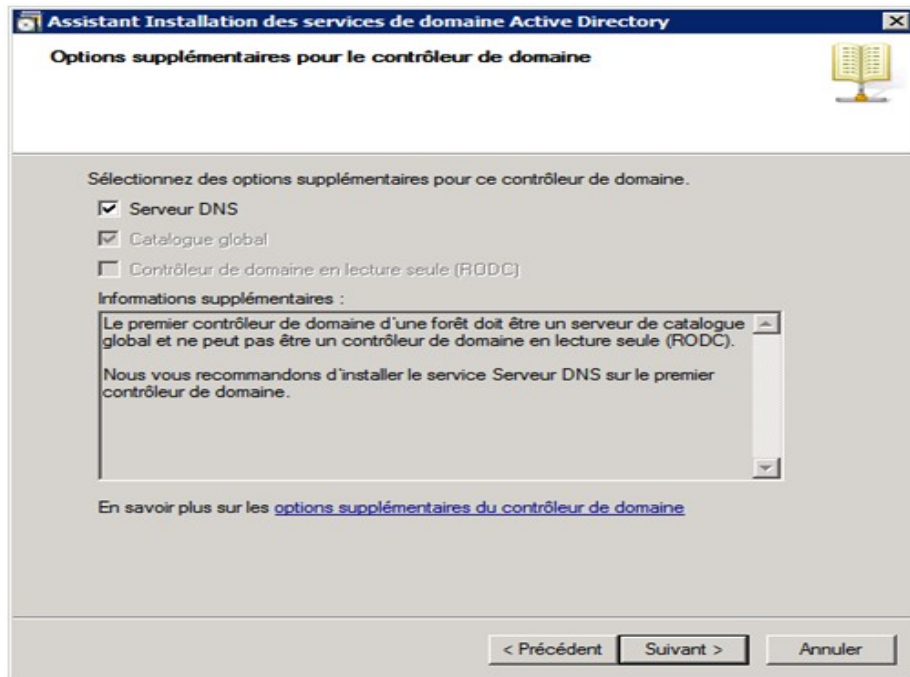 Assistant Installation des services de domaine Active Directory
Options supplémentaires pour le contrôleur de domaine
Sélectionnez des options supplémentaires pour ce contrôleur de domaine.
Serveur DNS
Catalogue global
Contrôleur de domaine en lecture seule (RODC)
Informations supplémentaires :
Le premier contrôleur de domaine d'une forêt doit être un serveur de catalogue
global et ne peut pas être un contrôleur de domaine en lecture seule (RODC).
Nous vous recommandons d'installer le service Serveur DNS sur le premier
contrôleur de domaine.
En savoir plus sur les options supplémentaires du contrôleur de domaine
< Précédent Suivant > Annuler